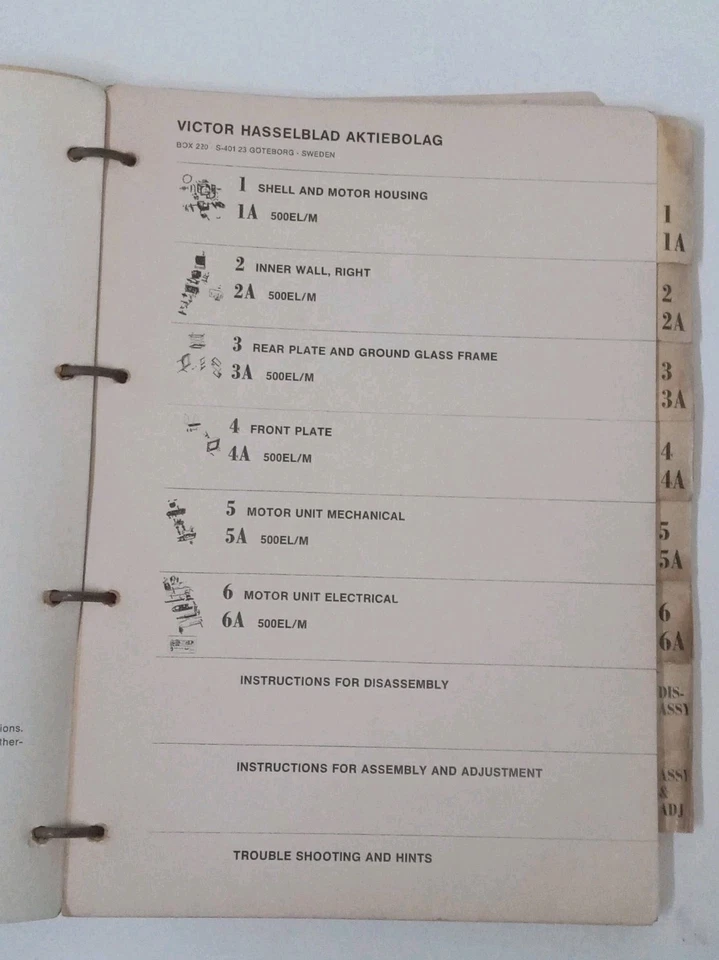 VICTOR HASSELBLAD AKTIEBOLAG
BOX 220 S-401 23 GÖTEBORG - SWEDEN
1 SHELL AND MOTOR HOUSING
1A 500EL/M
2 INNER WALL, RIGHT
2A 500EL/M
3 REAR PLATE AND GROUND GLASS FRAME
3A 500EL/M
4 FRONT PLATE
4A 500EL/M
5 MOTOR UNIT MECHANICAL
5A 500EL/M
6 MOTOR UNIT ELECTRICAL
6A 500EL/M
INSTRUCTIONS FOR DISASSEMBLY
INSTRUCTIONS FOR ASSEMBLY AND ADJUSTMENT
TROUBLE SHOOTING AND HINTS
1
1A
2
2A
3
3A
4
4A
5
5A
6
6A
DIS-
ASSY
ASSY
&
ADJ
ions.
ther-